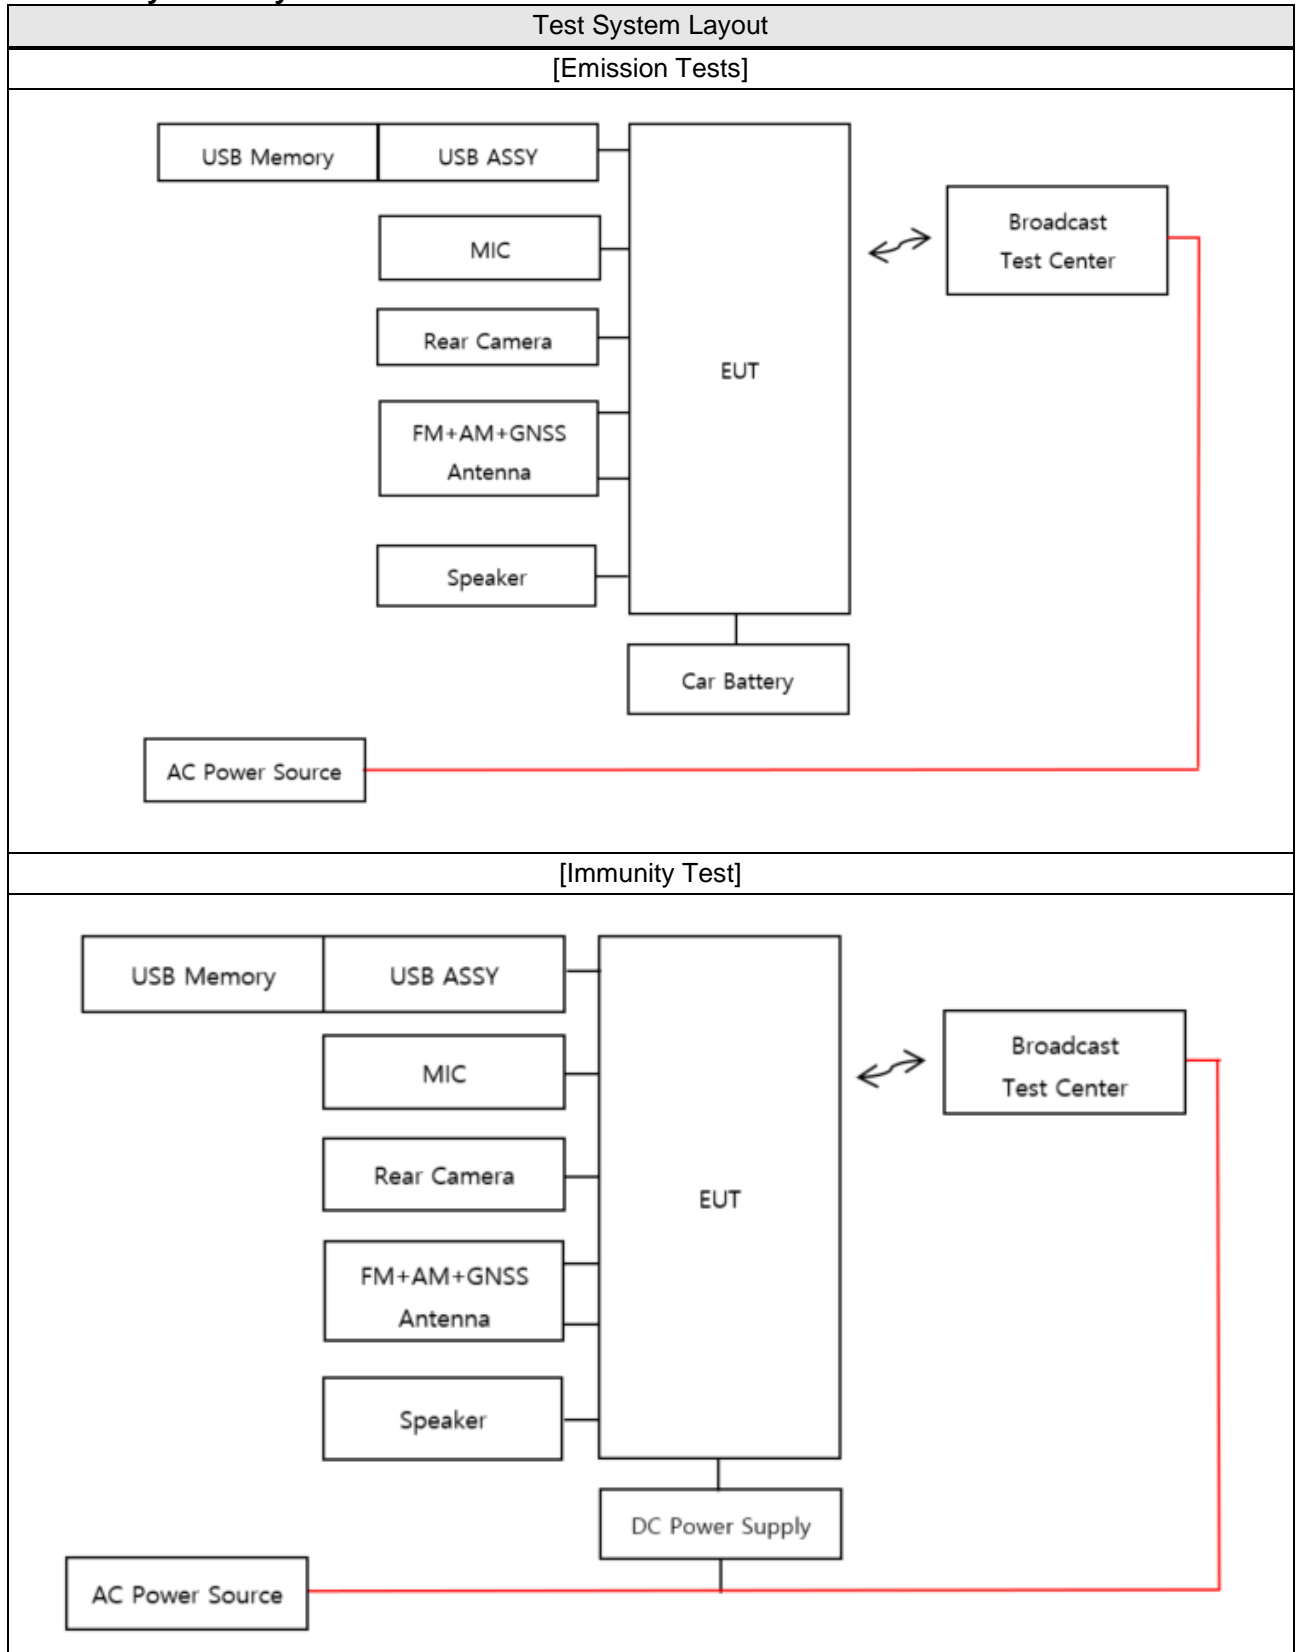 Test System Layout
[Emission Tests]
USB Memory
USB ASSY
MIC
Rear Camera
FM+AM+GNSS
Antenna
Speaker
EUT
Broadcast
Test Center
Car Battery
AC Power Source
[Immunity Test]
USB Memory
USB ASSY
MIC
Rear Camera
FM+AM+GNSS
Antenna
Speaker
EUT
Broadcast
Test Center
DC Power Supply
AC Power Source